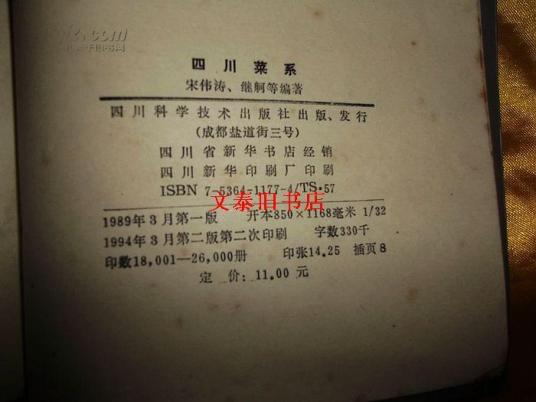 四川菜系
宋伟涛、继舸等编著
四川科学技术出版社出版、发行
(成都盐道街三号)
四川省新华书店经销
四川新华印刷厂印刷
ISBN 7-5364-1177-4/TS·57
文泰旧书店
1989年3月第一版 开本850×1168毫米 1/32
1994年3月第二版第二次印刷 字数330千
印数18,001—26,000册 印张14.25 插页8
定价：11.00元